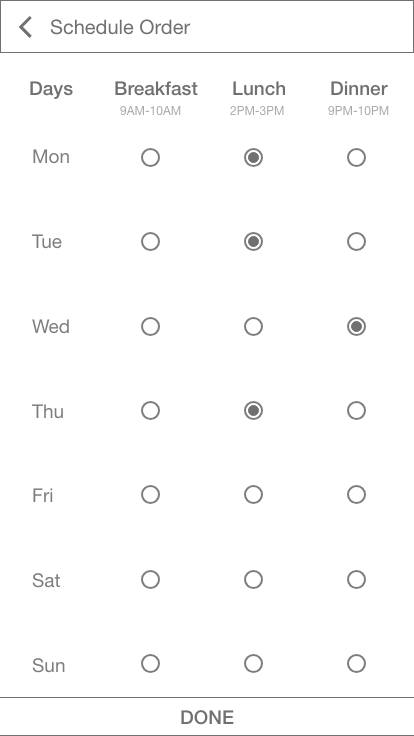 Schedule Order
Days Breakfast Lunch Dinner
9AM-10AM 2PM-3PM 9PM-10PM
Mon
Tue
Wed
Thu
Fri
Sat
Sun
DONE